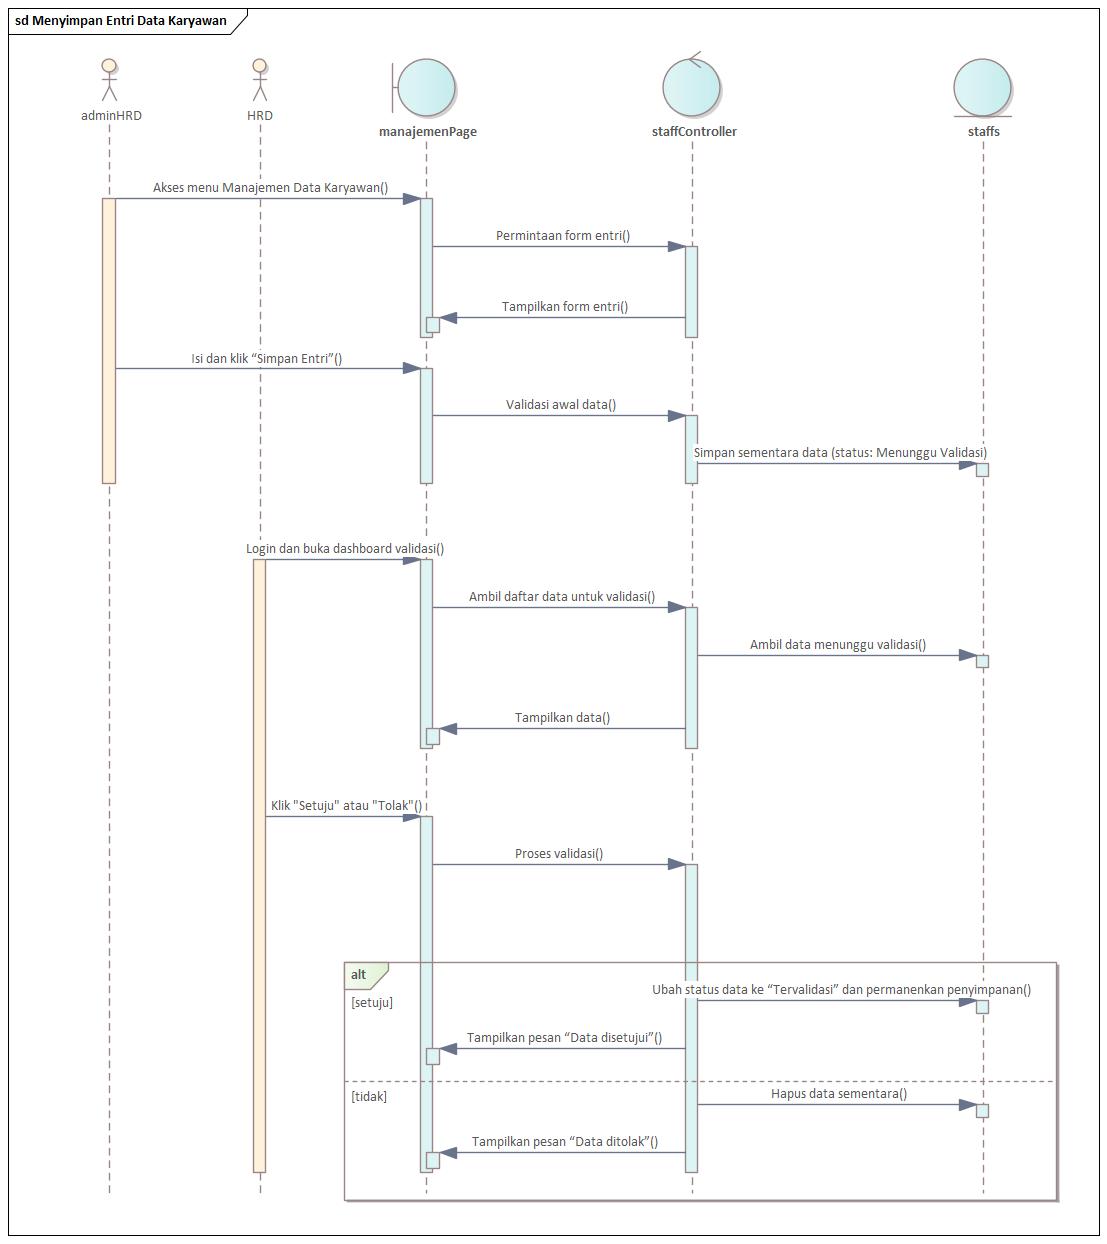 sd Menyimpan Entri Data Karyawan
adminHRD
HRD
manajemenPage
staffController
staffs
Akses menu Manajemen Data Karyawan()
Permintaan form entri()
Tampilkan form entri()
Isi dan klik “Simpan Entri”()
Validasi awal data()
Simpan sementara data (status: Menunggu Validasi)
Login dan buka dashboard validasi()
Ambil daftar data untuk validasi()
Ambil data menunggu validasi()
Tampilkan data()
Klik "Setuju" atau "Tolak"()
Proses validasi()
alt
Ubah status data ke “Tervalidasi” dan permanenkan penyimpanan()
[setuju]
Tampilkan pesan “Data disetujui”()
[tidak]
Hapus data sementara()
Tampilkan pesan “Data ditolak”()